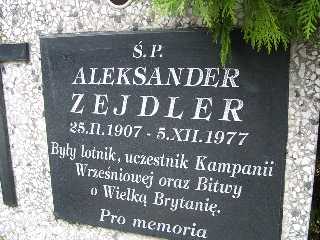 Ś.P.
ALEKSANDER
ZEJDLER
25.II.1907 - 5.XII.1977
Były lotnik, uczestnik Kampanii
Wrześniowej oraz Bitwy
o Wielką Brytanię.
Pro memoria